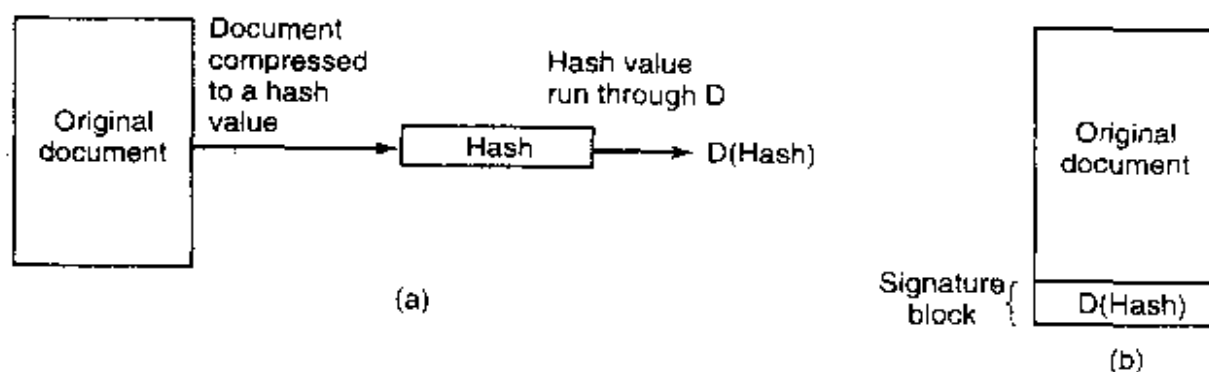 Document
compressed
to a hash
value
Original
document
Hash value
run through D
Hash
D(Hash)
(a)
Original
document
Signature
block
D(Hash)
(b)